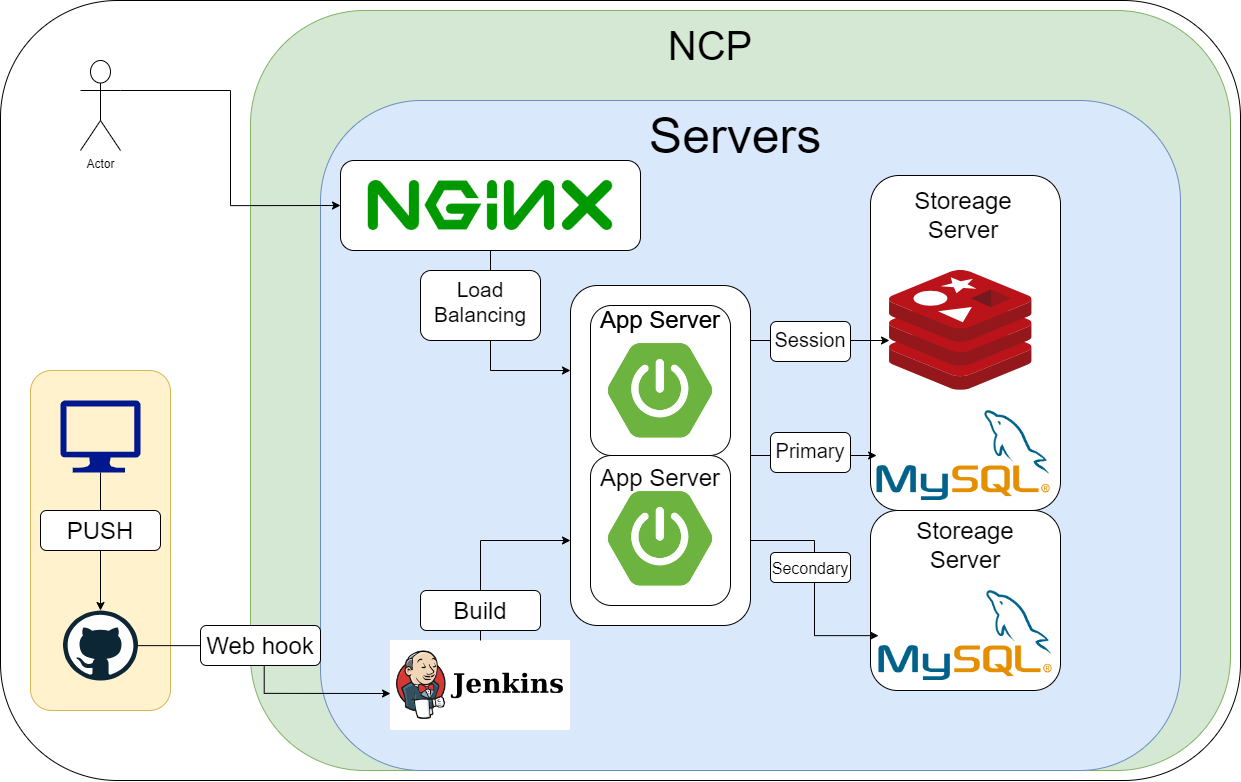 NCP
Servers
Actor
NGiNX
Storeage
Server
Load
Balancing
App Server
Session
Primary
MySQL®
App Server
Storeage
Server
PUSH
Secondary
Build
Web hook
MySQL®
Jenkins